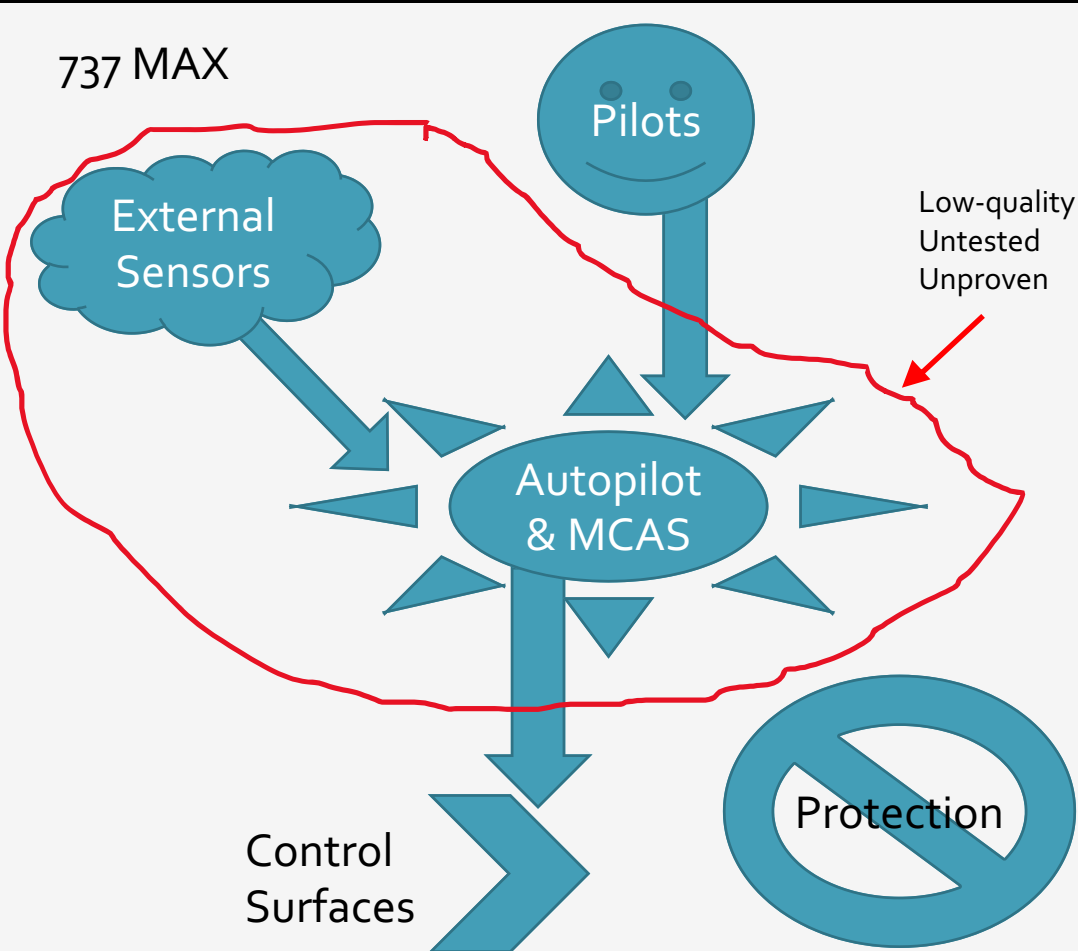 737 MAX
Pilots
External
Sensors
Low-quality
Untested
Unproven
Autopilot
& MCAS
Protection
Control
Surfaces